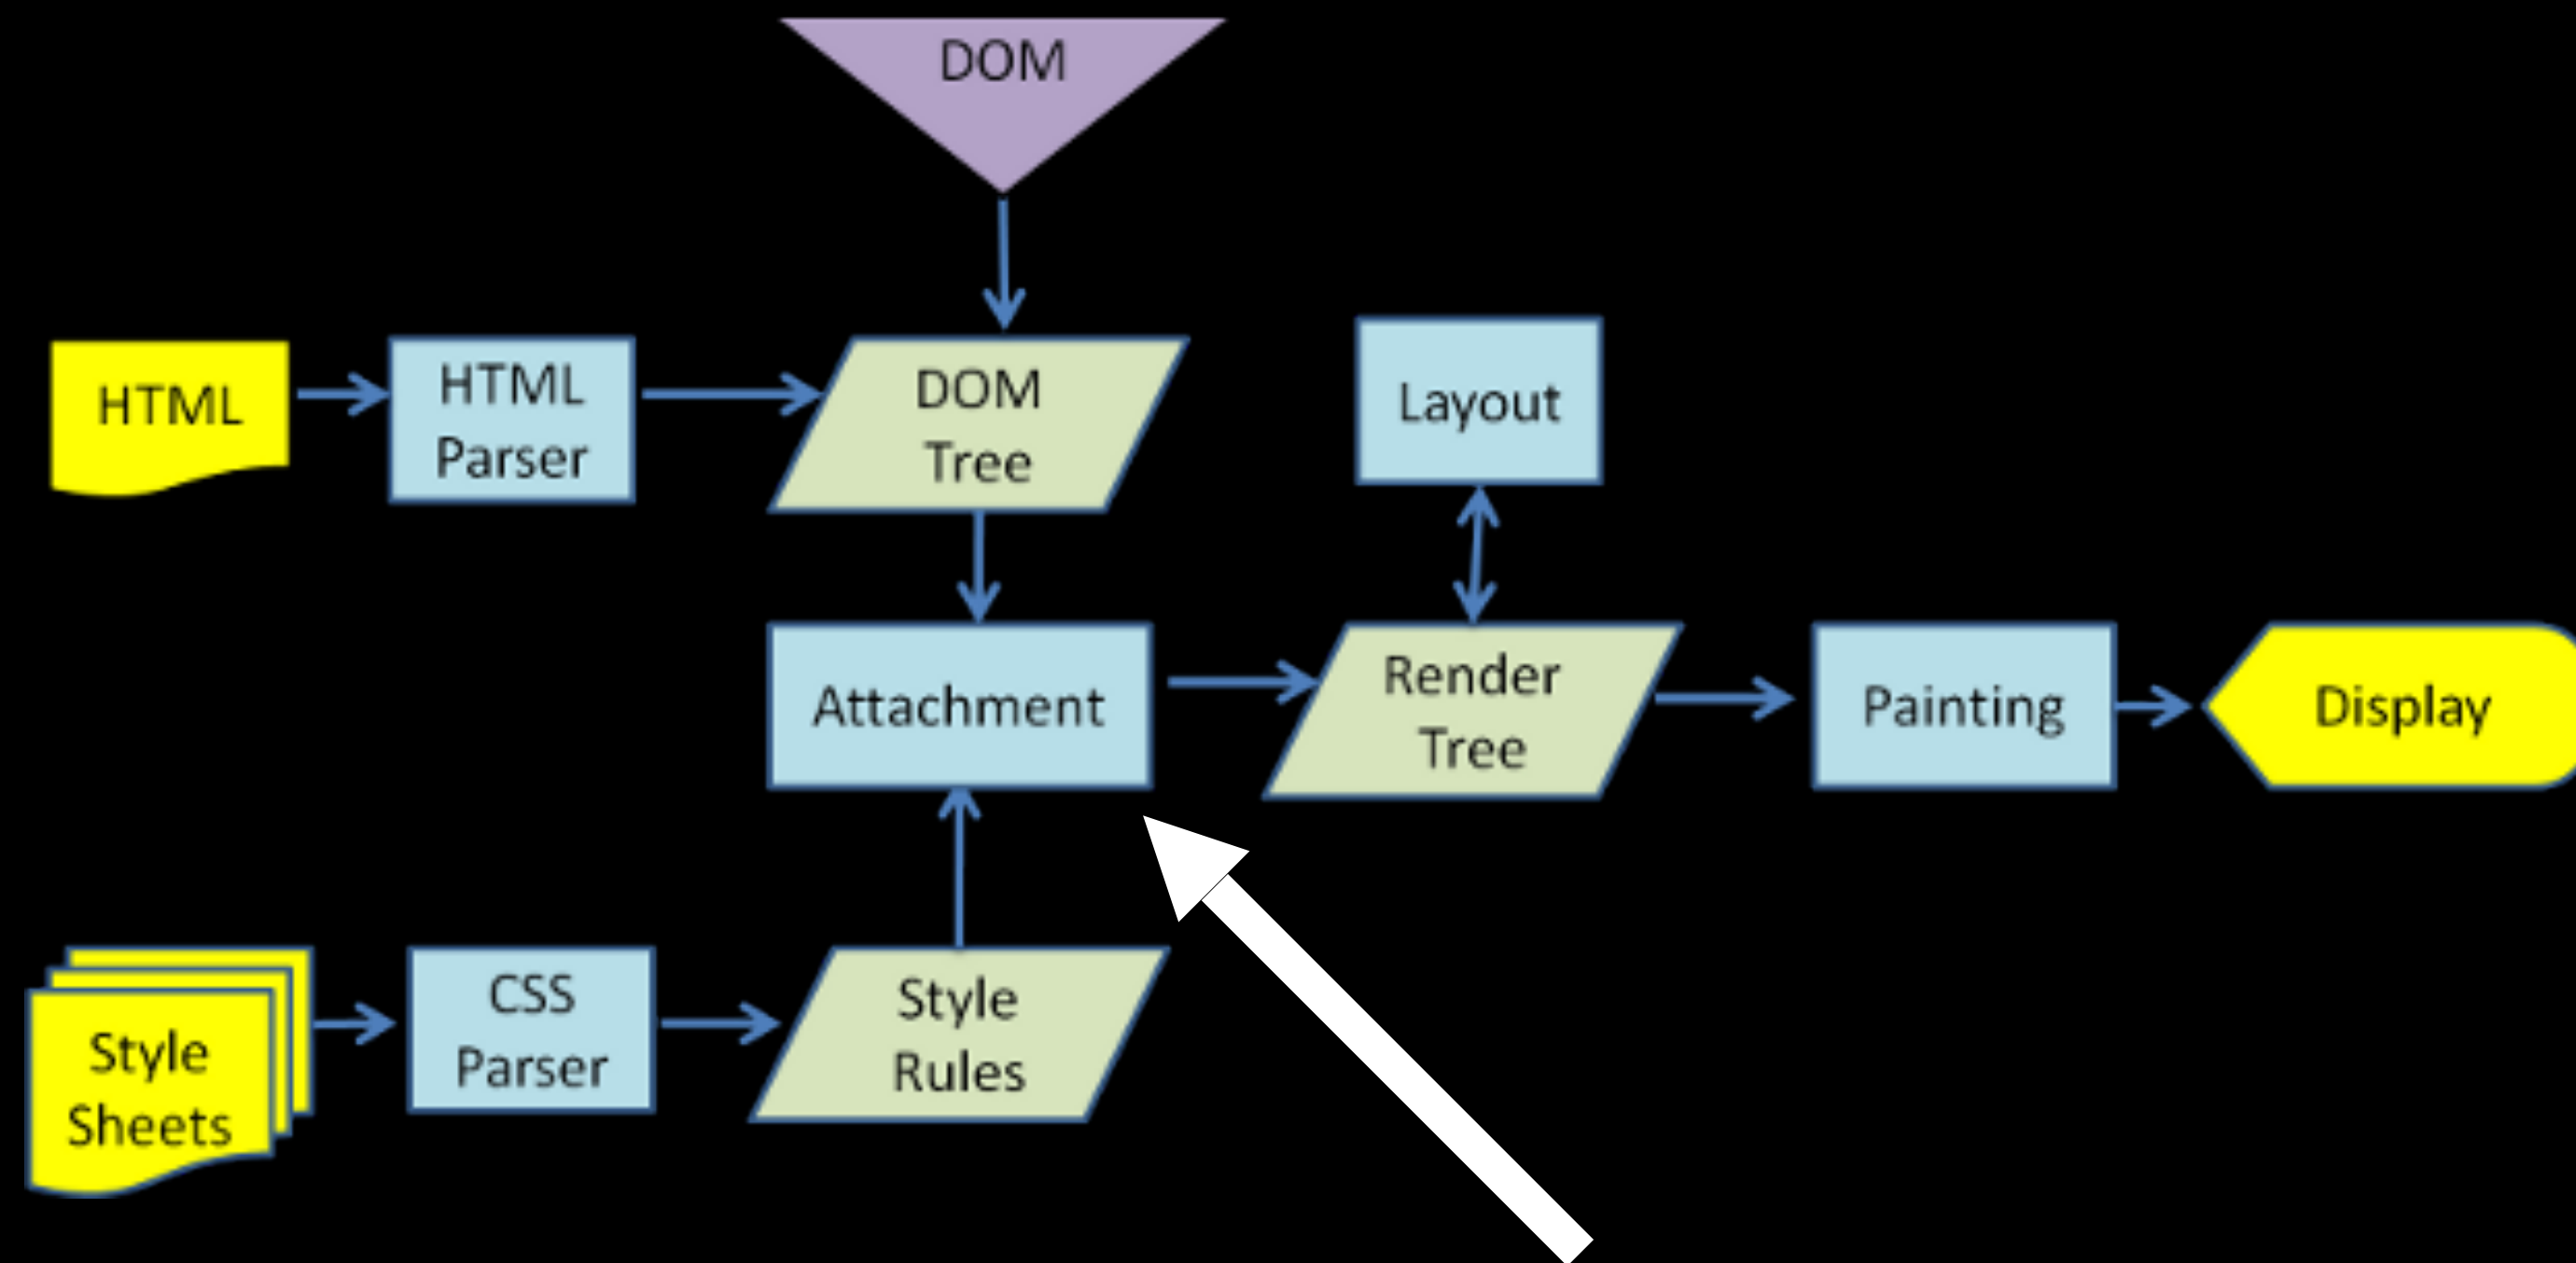 DOM
HTML
HTML
Parser
DOM
Tree
Layout
Attachment
Render
Tree
Painting
Display
Style
Sheets
CSS
Parser
Style
Rules